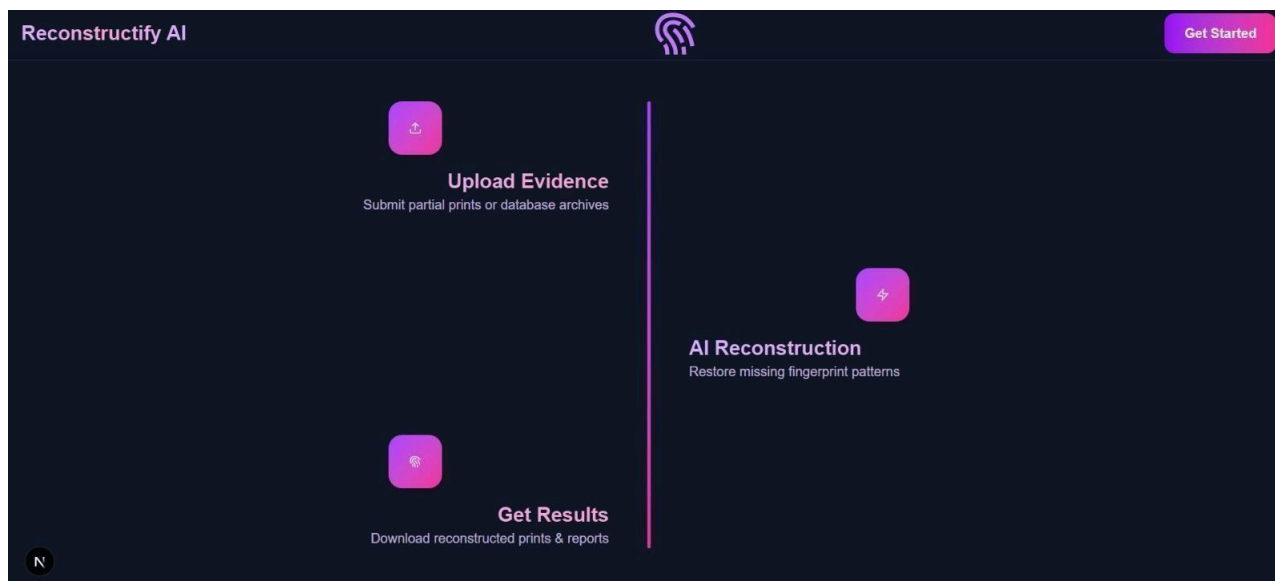 Reconstructify AI
Get Started
Upload Evidence
Submit partial prints or database archives
AI Reconstruction
Restore missing fingerprint patterns
Get Results
Download reconstructed prints & reports
N